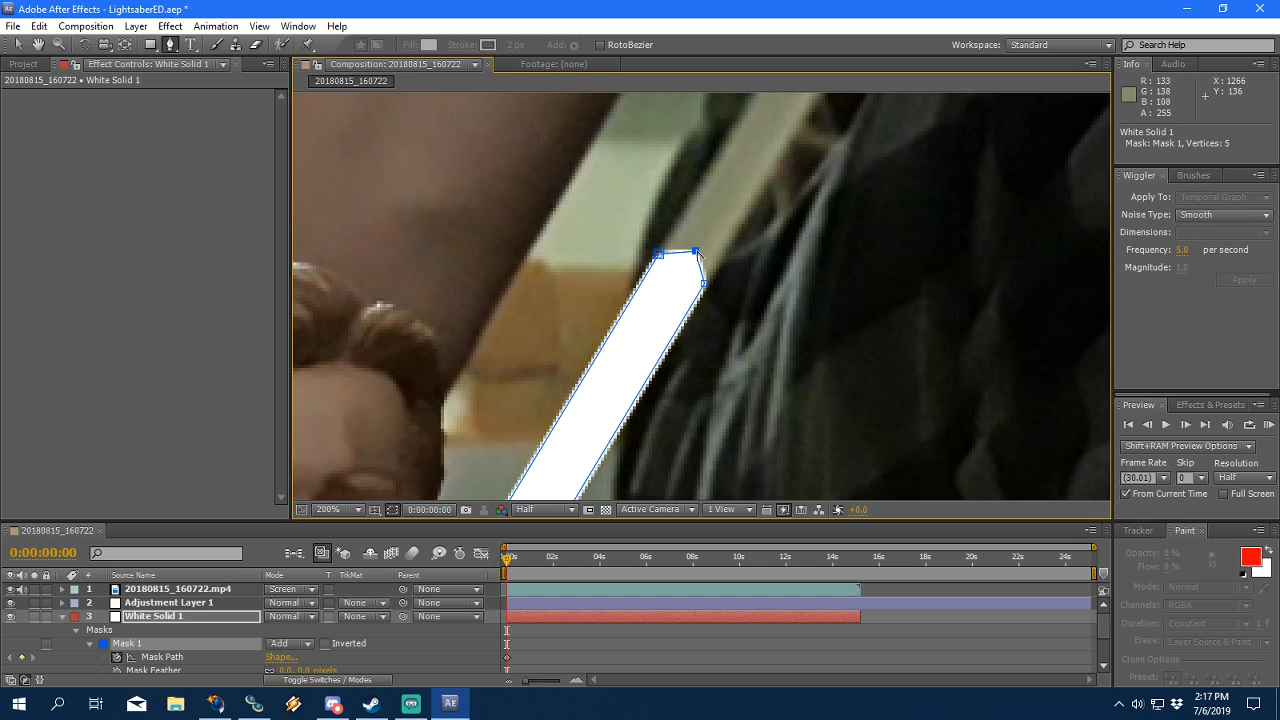 Adobe After Effects - LightsaberED.aep *
File Edit Composition Layer Effect Animation View Window Help
Fill: Stroke: 2 px Add: RotoBezier Workspace: Standard Search Help
Project Effect Controls: White Solid 1 Composition: 20180815_160722 Footage: (none) Info Audio
20180815_160722 • White Solid 1 20180815_160722
R : 133 X : 1266
G : 138 Y : 136
B : 108
A : 255
White Solid 1
Mask: Mask 1, Vertices: 5
Wiggler Brushes
Apply To: Temporal Graph
Noise Type: Smooth
Dimensions:
Frequency: 5.0 per second
Magnitude: 1.0
Apply
Preview Effects & Presets
Shift+RAM Preview Options
Frame Rate Skip Resolution
(30.01) 0 Half
From Current Time Full Screen
200% 0:00:00:00 Half Active Camera 1 View +0.0
20180815_160722 Tracker Paint
0:00:00:00
Opacity: 0 %
Flow: 0 % 15
:00s 02s 04s 06s 08s 10s 12s 14s 16s 18s 20s 22s 24s
# Source Name Mode T TrkMat Parent
1 20180815_160722.mp4 Screen None
2 Adjustment Layer 1 Normal None None
3 White Solid 1 Normal None None
Masks
Mask 1 Add Inverted
Mask Path Shape...
Mask Feather 0.0, 0.0 pixels
Toggle Switches / Modes
Mode: Normal
Channels: RGBA
Duration: Constant 1 f
Erase: Layer Source & Paint
Clone Options
Preset:
Ae
2:17 PM
7/6/2019